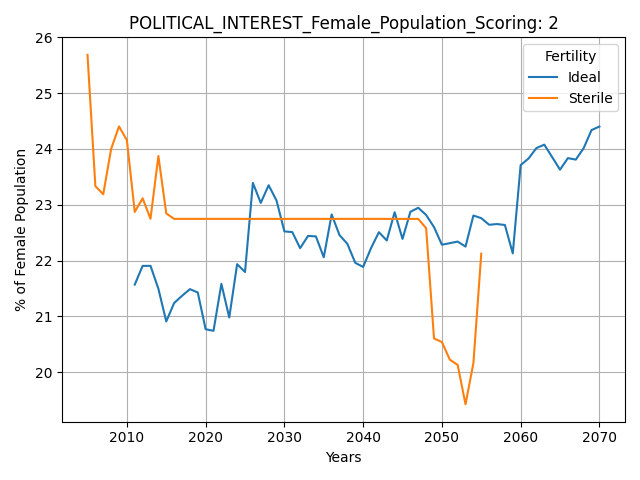 POLITICAL_INTEREST_Female_Population_Scoring: 2
26
25
24
23
22
21
20
% of Female Population
Fertility
Ideal
Sterile
2010 2020 2030 2040 2050 2060 2070
Years